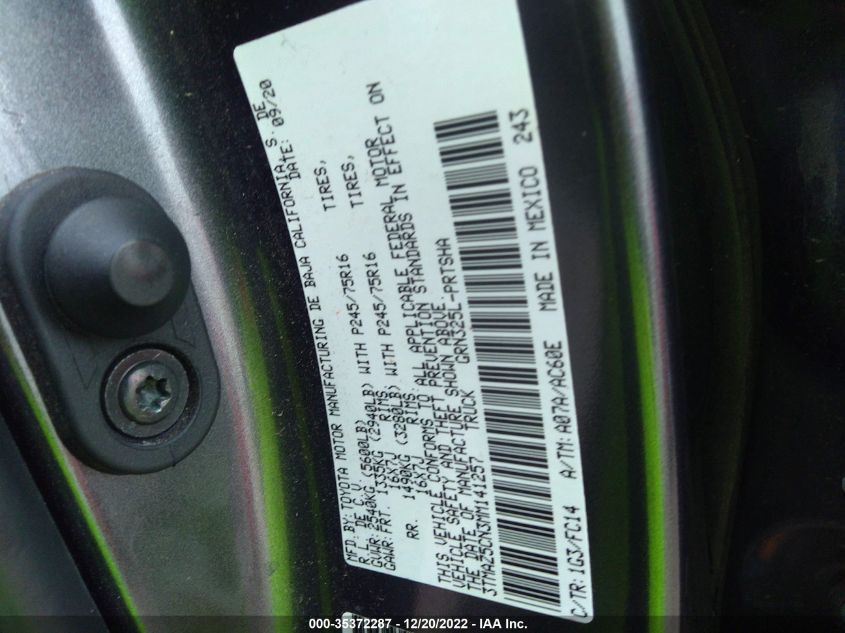 MFD. BY: TOYOTA MOTOR MANUFACTURING DE BAJA CALIFORNIA, S. DE
R.L. DE C.V. DATE: 09/20
GVWR: 2540KG (5600LB)
GAWR: FRT. 1335KG (2940LB) WITH P245/75R16 TIRES,
16X7J RIMS,
RR. 1490KG (3280LB) WITH P245/75R16 TIRES,
16X7J RIMS,
THIS VEHICLE CONFORMS TO ALL APPLICABLE FEDERAL MOTOR
VEHICLE SAFETY AND THEFT PREVENTION STANDARDS IN EFFECT ON
THE DATE OF MANUFACTURE SHOWN ABOVE.
3TMAZ5CN3MM141257 TRUCK GRN325L-PRTSHA
C/TR: 1G3/FC14 A/TM: A07A/AC60E MADE IN MEXICO 243
000-35372287 - 12/20/2022 - IAA Inc.